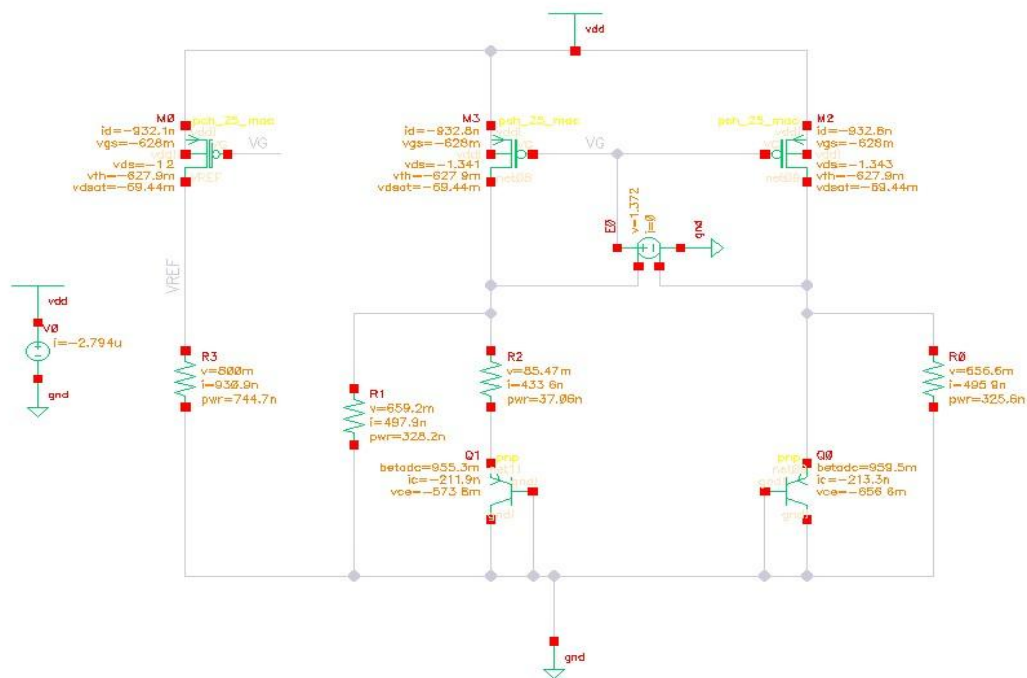 vdd
M0
pch_25_mac
id=-932.1n
vgs=-628m
vds=-1.2
vth=-627.9m
vdsat=-69.44m
VREF
VG
M3
pch_25_mac
id=-932.8n
vgs=-628m
vds=-1.341
vth=-627.9m
vdsat=-69.44m
VG
M2
pch_25_mac
id=-932.8n
vgs=-628m
vds=-1.343
vth=-627.9m
vdsat=-69.44m
E0
v=1.372
i=0
gnd
VREF
vdd
V0
i=-2.794u
gnd
R3
v=800m
i=930.9n
pwr=744.7n
R1
v=659.2m
i=497.9n
pwr=328.2n
R2
v=85.47m
i=433.6n
pwr=37.06n
R0
v=656.6m
i=495.9n
pwr=325.6n
Q1
pnp
betadc=955.3m
ic=-211.9n
vce=-573.8m
gnd!
Q0
pnp
betadc=959.5m
ic=-213.3n
vce=-656.6m
gnd!
gnd